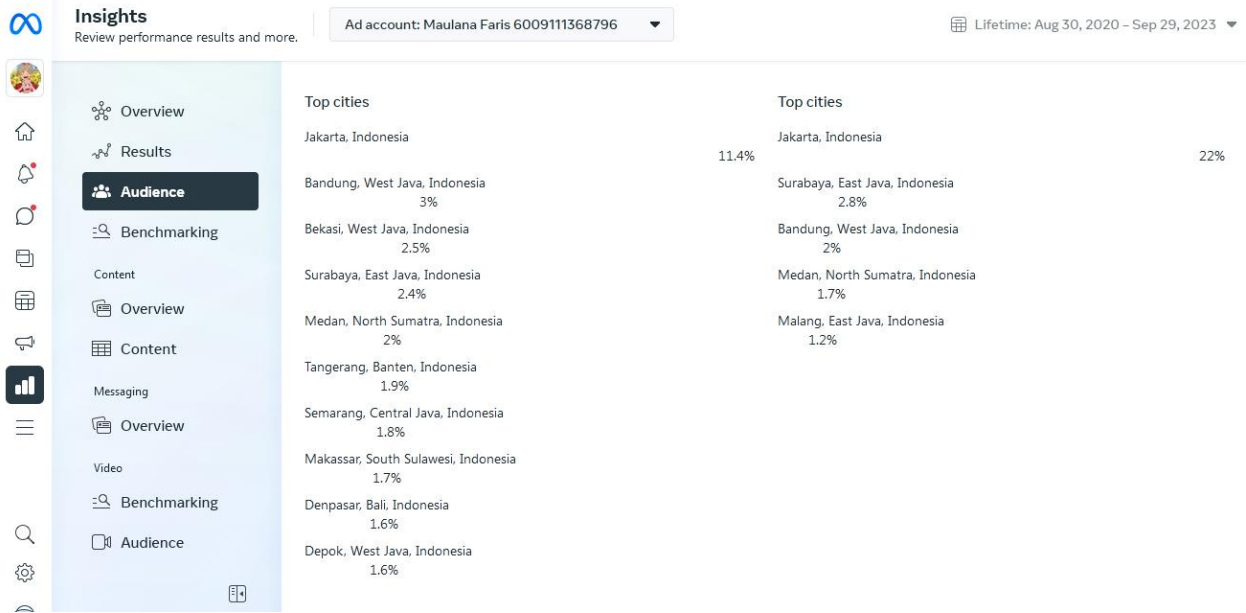 Insights
Review performance results and more.
Ad account: Maulana Faris 6009111368796
Lifetime: Aug 30, 2020 – Sep 29, 2023
Overview
Results
Audience
Benchmarking
Content
Overview
Content
Messaging
Overview
Video
Benchmarking
Audience
Top cities
Jakarta, Indonesia
11.4%
Bandung, West Java, Indonesia
3%
Bekasi, West Java, Indonesia
2.5%
Surabaya, East Java, Indonesia
2.4%
Medan, North Sumatra, Indonesia
2%
Tangerang, Banten, Indonesia
1.9%
Semarang, Central Java, Indonesia
1.8%
Makassar, South Sulawesi, Indonesia
1.7%
Denpasar, Bali, Indonesia
1.6%
Depok, West Java, Indonesia
1.6%
Top cities
Jakarta, Indonesia
22%
Surabaya, East Java, Indonesia
2.8%
Bandung, West Java, Indonesia
2%
Medan, North Sumatra, Indonesia
1.7%
Malang, East Java, Indonesia
1.2%